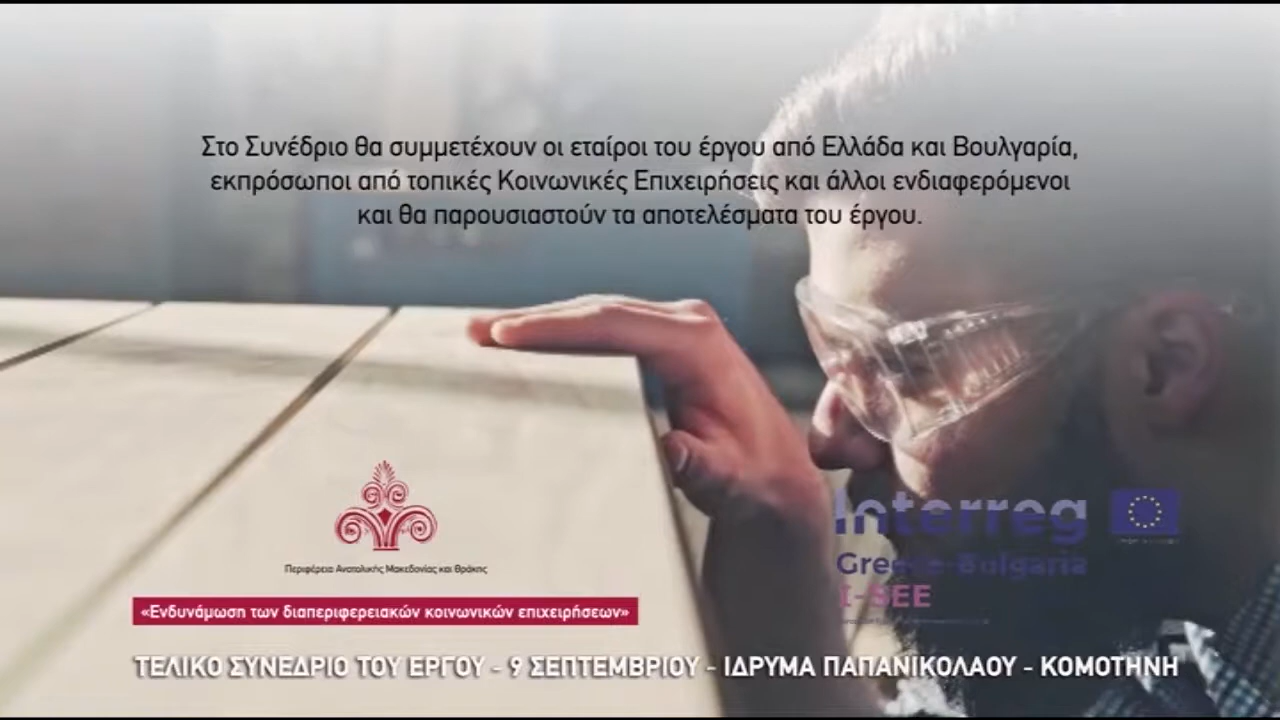 Στο Συνέδριο θα συμμετέχουν οι εταίροι του έργου από Ελλάδα και Βουλγαρία,
εκπρόσωποι από τοπικές Κοινωνικές Επιχειρήσεις και άλλοι ενδιαφερόμενοι
και θα παρουσιαστούν τα αποτελέσματα του έργου.
Interreg
Greece-Bulgaria
Περιφέρεια Ανατολικής Μακεδονίας και Θράκης
I-SEE
«Ενδυνάμωση των διαπεριφερειακών κοινωνικών επιχειρήσεων»
ΤΕΛΙΚΟ ΣΥΝΕΔΡΙΟ ΤΟΥ ΕΡΓΟΥ - 9 ΣΕΠΤΕΜΒΡΙΟΥ - ΙΔΡΥΜΑ ΠΑΠΑΝΙΚΟΛΑΟΥ - ΚΟΜΟΤΗΝΗ